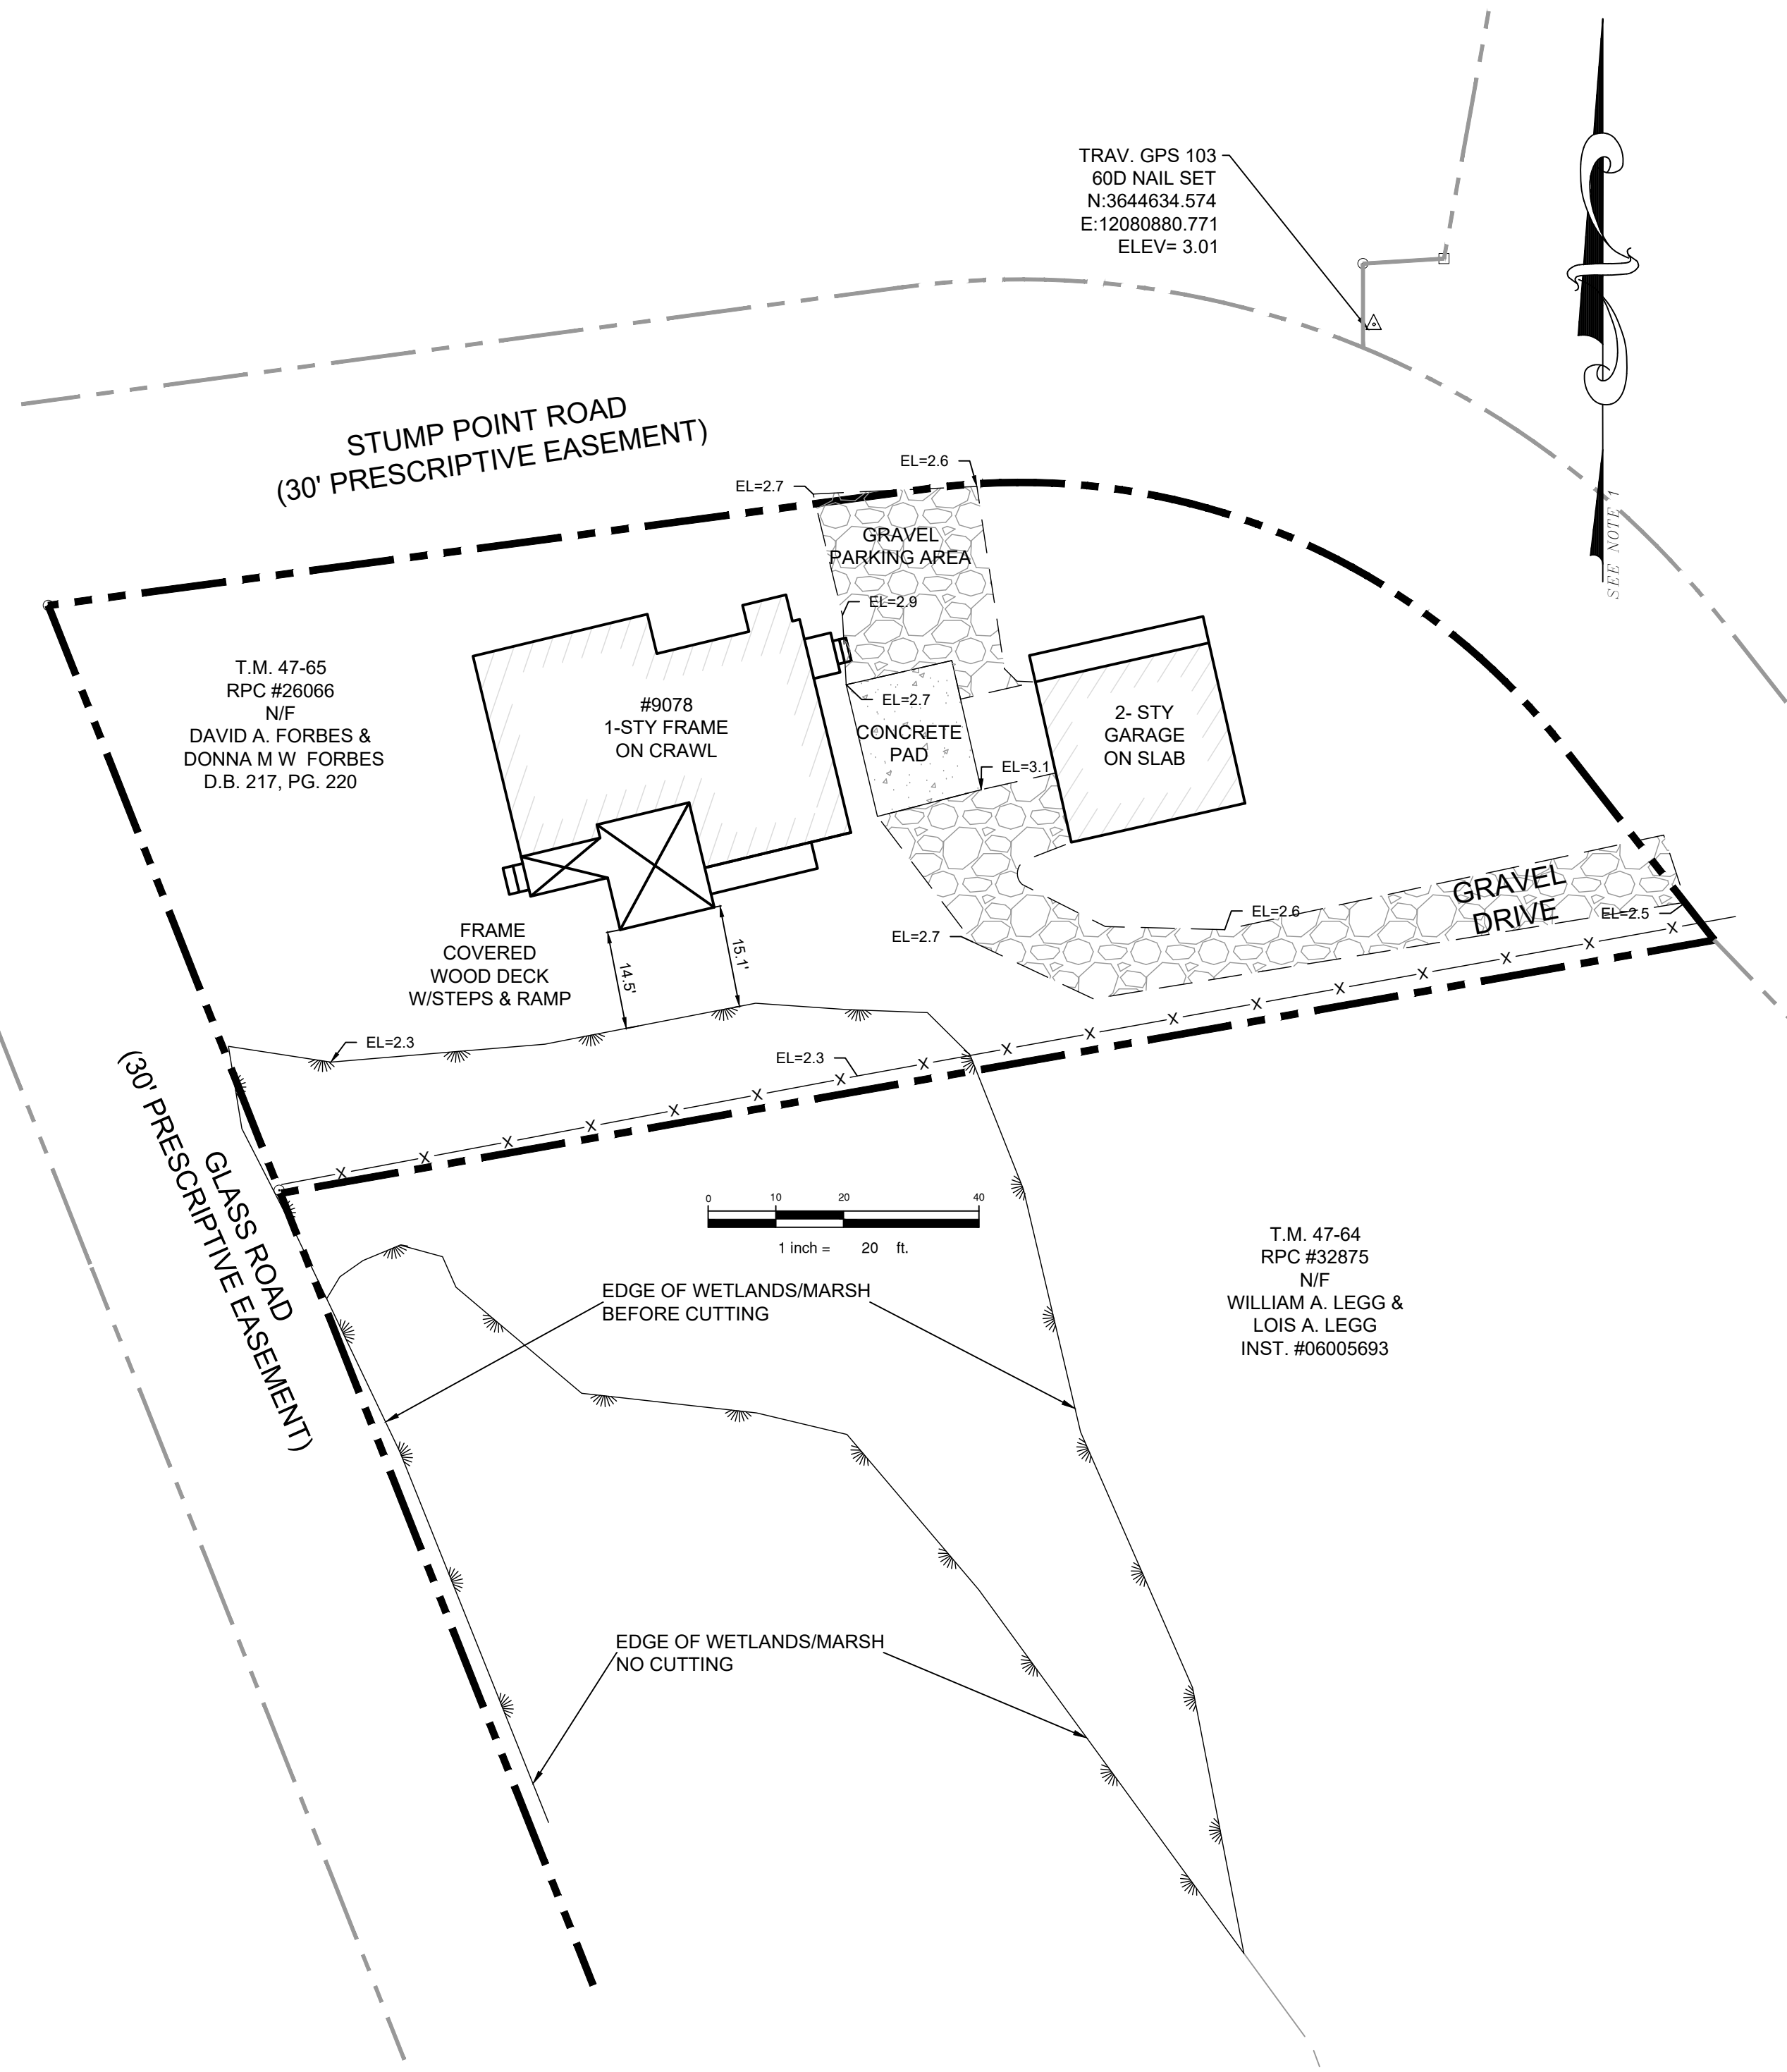 TRAV. GPS 103
60D NAIL SET
N:3644634.574
E:12080880.771
ELEV= 3.01
SEE NOTE 1
STUMP POINT ROAD
(30' PRESCRIPTIVE EASEMENT)
EL=2.6
EL=2.7
GRAVEL
PARKING AREA
EL=2.9
T.M. 47-65
RPC #26066
N/F
DAVID A. FORBES &
DONNA M W FORBES
D.B. 217, PG. 220
#9078
1-STY FRAME
ON CRAWL
EL=2.7
CONCRETE
PAD
2- STY
GARAGE
ON SLAB
EL=3.1
GRAVEL
DRIVE
EL=2.6
EL=2.5
EL=2.7
FRAME
COVERED
WOOD DECK
W/STEPS & RAMP
14.5'
15.1'
EL=2.3
EL=2.3
GLASS ROAD
(30' PRESCRIPTIVE EASEMENT)
0 10 20 40
1 inch = 20 ft.
T.M. 47-64
RPC #32875
N/F
WILLIAM A. LEGG &
LOIS A. LEGG
INST. #06005693
EDGE OF WETLANDS/MARSH
BEFORE CUTTING
EDGE OF WETLANDS/MARSH
NO CUTTING